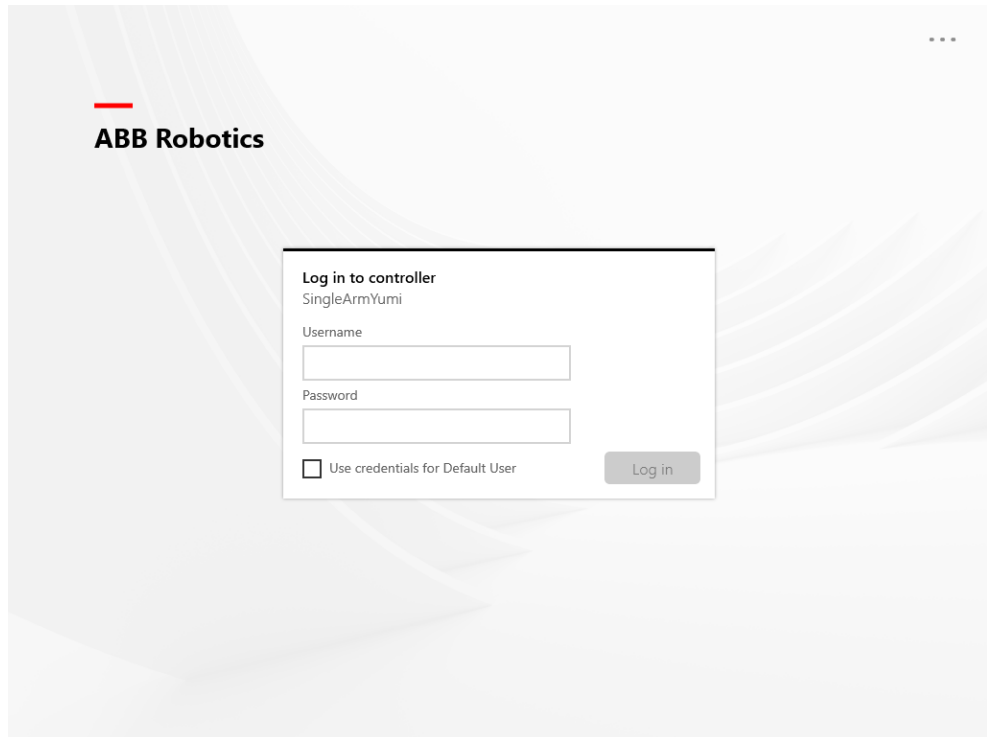 ABB Robotics
Log in to controller
SingleArmYumi
Username
Password
Use credentials for Default User
Log in